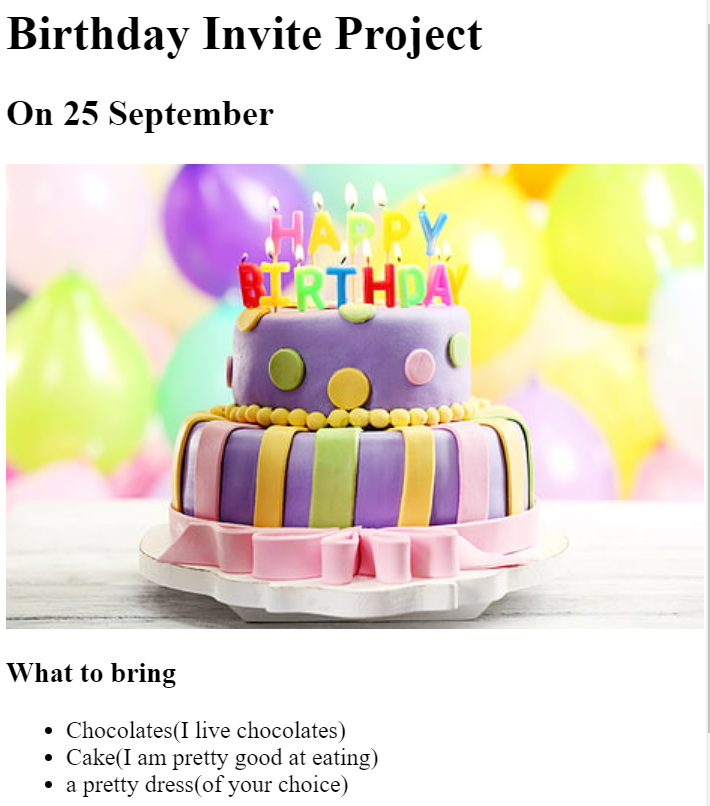 Birthday Invite Project
On 25 September
HAPPY
BIRTHDAY
What to bring
Chocolates(I live chocolates)
Cake(I am pretty good at eating)
a pretty dress(of your choice)